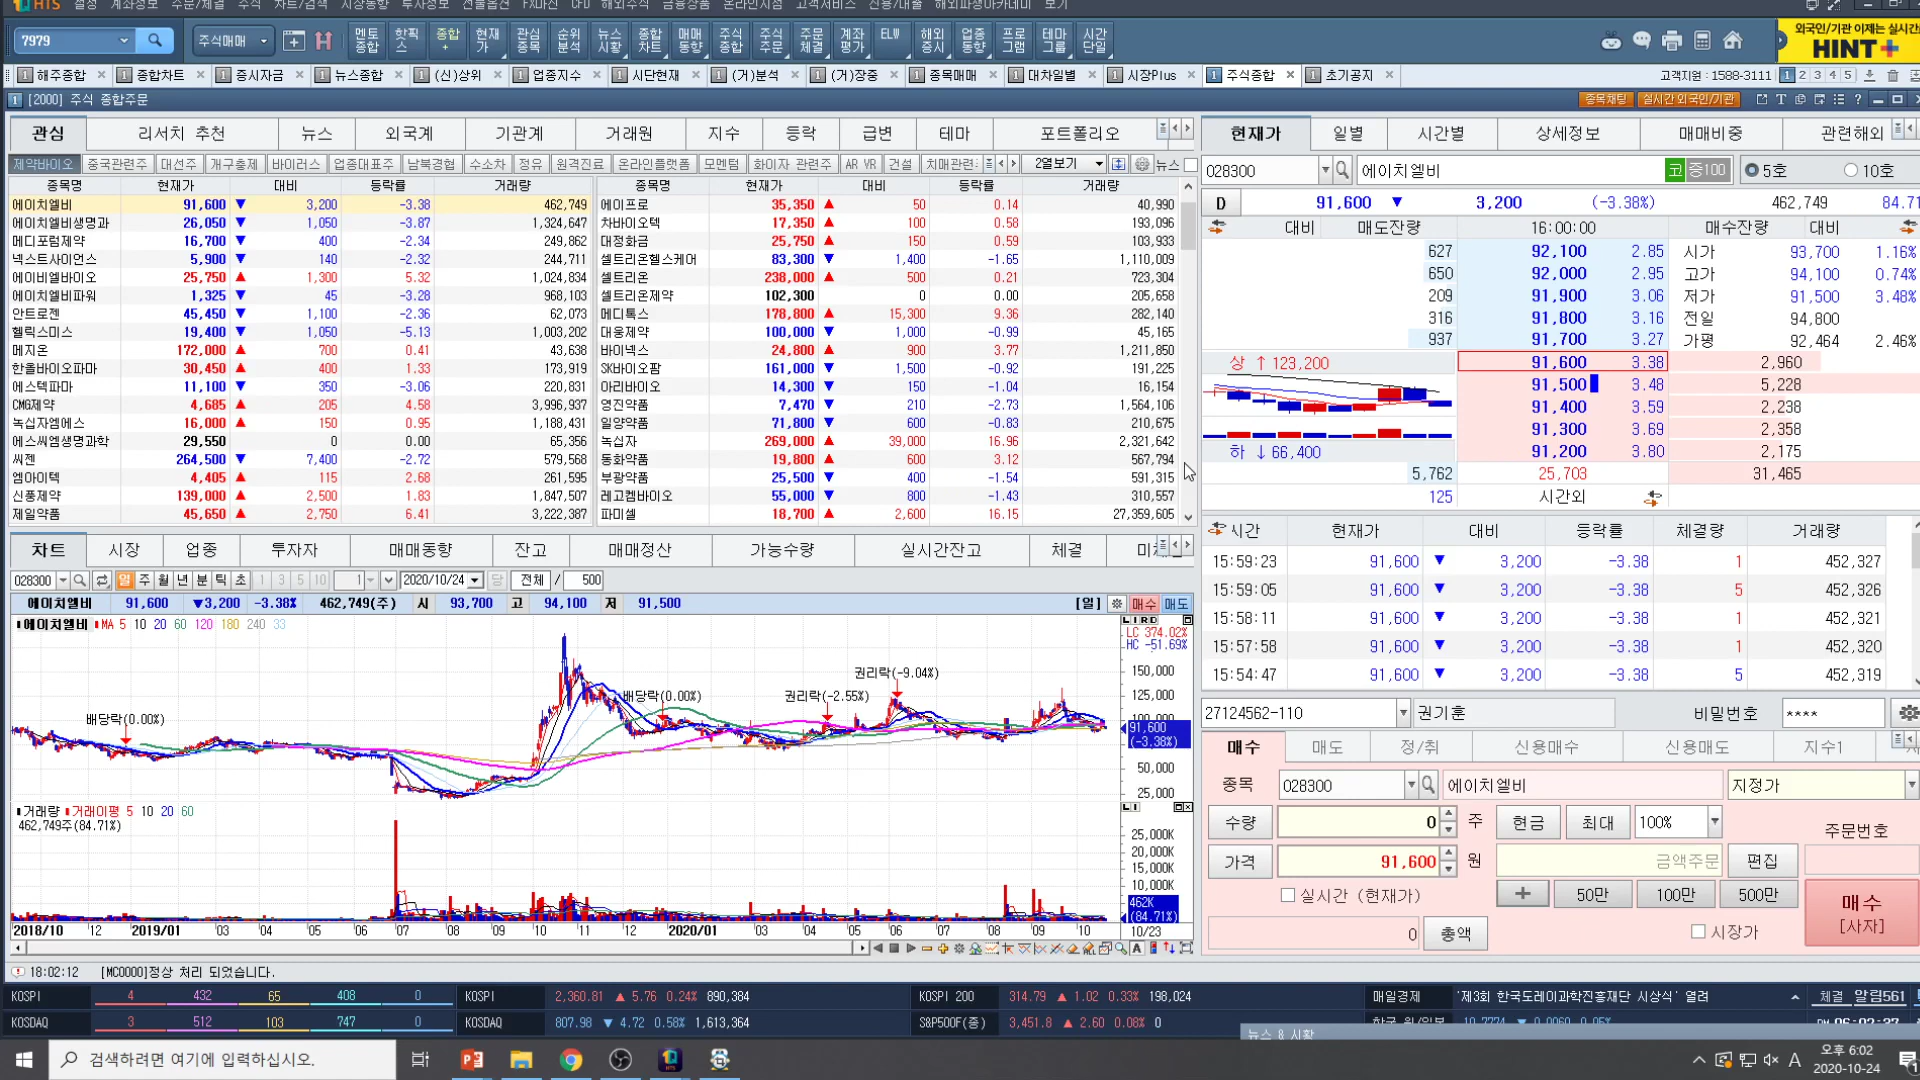 HTS 설정 계좌정보 주문/체결 주식 차트/검색 시장동향 투자정보 선물옵션 FX마진 CFD 해외주식 금융상품 온라인지점 고객서비스 신용/대출 해외파생아카데미 보기
7979 주식매매 멘토종합 핫픽스 종합+ 현재가 관심종목 순위분석 뉴스시황 종합차트 매매동향 주식종합 주식주문 주문체결 계좌평가 ELW 해외증시 업종동향 프로그램 테마그룹 시간단일
외국인/기관 이제는 실시간
HINT+
해주종합 종합차트 증시자금 뉴스종합 (신)상위 업종지수 시단현재 (거)분석 (거)장중 종목매매 대차일별 시장Plus 주식종합 초기공지 고객지원 : 1588-3111 1 2 3 4 5
[2000] 주식 종합주문 종목채팅 실시간 외국인/기관
관심 리서치 추천 뉴스 외국계 기관계 거래원 지수 등락 급변 테마 포트폴리오
제약바이오 중국관련주 대선주 개구충제 바이러스 업종대표주 남북경협 수소차 정유 원격진료 온라인플랫폼 모멘텀 화이자 관련주 AR VR 건설 치매관련 2열보기 뉴스
종목명 현재가 대비 등락률 거래량 종목명 현재가 대비 등락률 거래량
에이치엘비 91,600 ▼ 3,200 -3.38 462,749 에이프로 35,350 ▲ 50 0.14 40,990
에이치엘비생명과 26,050 ▼ 1,050 -3.87 1,324,647 차바이오텍 17,350 ▲ 100 0.58 193,096
메디포럼제약 16,700 ▼ 400 -2.34 249,862 대정화금 25,750 ▲ 150 0.59 103,933
넥스트사이언스 5,900 ▼ 140 -2.32 244,711 셀트리온헬스케어 83,300 ▼ 1,400 -1.65 1,110,009
에이비엘바이오 25,750 ▲ 1,300 5.32 1,024,834 셀트리온 238,000 ▲ 500 0.21 723,304
에이치엘비파워 1,325 ▼ 45 -3.28 968,103 셀트리온제약 102,300 0 0.00 205,658
안트로젠 45,450 ▼ 1,100 -2.36 62,073 메디톡스 178,800 ▲ 15,300 9.36 282,140
헬릭스미스 19,400 ▼ 1,050 -5.13 1,003,202 대웅제약 100,000 ▼ 1,000 -0.99 45,165
메지온 172,000 ▲ 700 0.41 43,638 바이넥스 24,800 ▲ 900 3.77 1,211,850
한올바이오파마 30,450 ▲ 400 1.33 173,919 SK바이오팜 161,000 ▼ 1,500 -0.92 191,225
에스텍파마 11,100 ▼ 350 -3.06 220,831 아리바이오 14,300 ▼ 150 -1.04 16,154
CMG제약 4,685 ▲ 205 4.58 3,996,937 영진약품 7,470 ▼ 210 -2.73 1,564,106
녹십자엠에스 16,000 ▲ 150 0.95 1,188,431 일양약품 71,800 ▼ 600 -0.83 210,675
에스씨엠생명과학 29,550 0 0.00 65,356 녹십자 269,000 ▲ 39,000 16.96 2,321,642
씨젠 264,500 ▼ 7,400 -2.72 579,568 동화약품 19,800 ▲ 600 3.12 567,794
엠아이텍 4,405 ▲ 115 2.68 261,595 부광약품 25,500 ▼ 400 -1.54 591,315
신풍제약 139,000 ▲ 2,500 1.83 1,847,507 레고켐바이오 55,000 ▼ 800 -1.43 310,557
제일약품 45,650 ▲ 2,750 6.41 3,222,387 파미셀 18,700 ▲ 2,600 16.15 27,359,605
차트 시장 업종 투자자 매매동향 잔고 매매정산 가능수량 실시간잔고 체결
028300 일 주 월 년 분 틱 초 1 3 5 10 1 2020/10/24 당 전체 / 500
에이치엘비 91,600 ▼3,200 -3.38% 462,749(주) 시 93,700 고 94,100 저 91,500 [일] 매수 매도
에이치엘비 MA 5 10 20 60 120 180 240 33
LC 374.02%
HC -51.69%
권리락(-9.04%)
배당락(0.00%) 권리락(-2.55%)
배당락(0.00%)
150,000
125,000
100,000
91,600
(-3.38%)
50,000
25,000
거래량 거래이평 5 10 20 60
462,749주(84.71%)
25,000K
20,000K
15,000K
10,000K
462K
(84.71%)
2018/10 12 2019/01 03 04 05 06 07 08 09 10 11 12 2020/01 03 04 05 06 07 08 09 10 10/23
18:02:12 [MC0000]정상 처리 되었습니다.
현재가 일별 시간별 상세정보 매매비중 관련해외
028300 에이치엘비 고 증100 5호 10호
D 91,600 ▼ 3,200 (-3.38%) 462,749 84.71
대비 매도잔량 16:00:00 매수잔량 대비
627 92,100 2.85 시가 93,700 1.16%
650 92,000 2.95 고가 94,100 0.74%
209 91,900 3.06 저가 91,500 3.48%
316 91,800 3.16 전일 94,800
937 91,700 3.27 가평 92,464 2.46%
상 ↑ 123,200 91,600 3.38 2,960
91,500 3.48 5,228
91,400 3.59 2,238
91,300 3.69 2,358
하 ↓ 66,400 91,200 3.80 2,175
5,762 25,703 31,465
125 시간외
시간 현재가 대비 등락률 체결량 거래량
15:59:23 91,600 ▼ 3,200 -3.38 1 452,327
15:59:05 91,600 ▼ 3,200 -3.38 5 452,326
15:58:11 91,600 ▼ 3,200 -3.38 1 452,321
15:57:58 91,600 ▼ 3,200 -3.38 1 452,320
15:54:47 91,600 ▼ 3,200 -3.38 5 452,319
27124562-110 권기훈 비밀번호 ****
매수 매도 정/취 신용매수 신용매도 지수1
종목 028300 에이치엘비 지정가
수량 0 주 현금 최대 100% 주문번호
가격 91,600 원 금액주문 편집
실시간 (현재가) + 50만 100만 500만
매수
[사자]
0 총액 시장가
KOSPI 4 432 65 408 0 KOSPI 2,360.81 ▲ 5.76 0.24% 890,384 KOSPI 200 314.79 ▲ 1.02 0.33% 198,024 매일경제 '제3회 한국도레이과학진흥재단 시상식' 열려 체결 알림561
KOSDAQ 3 512 103 747 0 KOSDAQ 807.98 ▼ 4.72 0.58% 1,613,364 S&P500F(증) 3,451.8 ▲ 2.60 0.08% 0
뉴스 & 시황
검색하려면 여기에 입력하십시오.
A 오후 6:02
2020-10-24